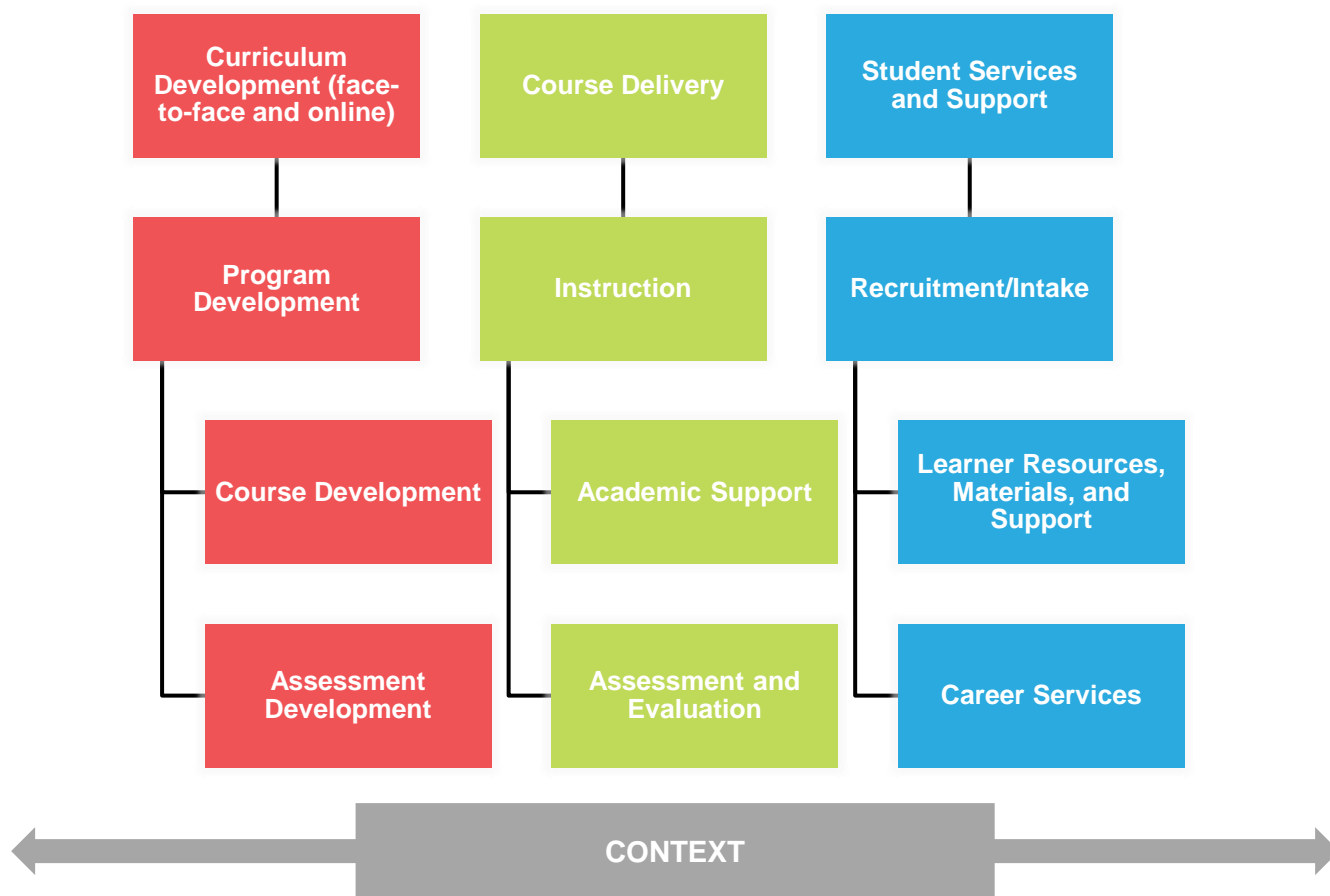 Curriculum
Development (face-
to-face and online)
Course Delivery
Student Services
and Support
Program
Development
Instruction
Recruitment/Intake
Course Development
Academic Support
Learner Resources,
Materials, and
Support
Assessment
Development
Assessment and
Evaluation
Career Services
CONTEXT